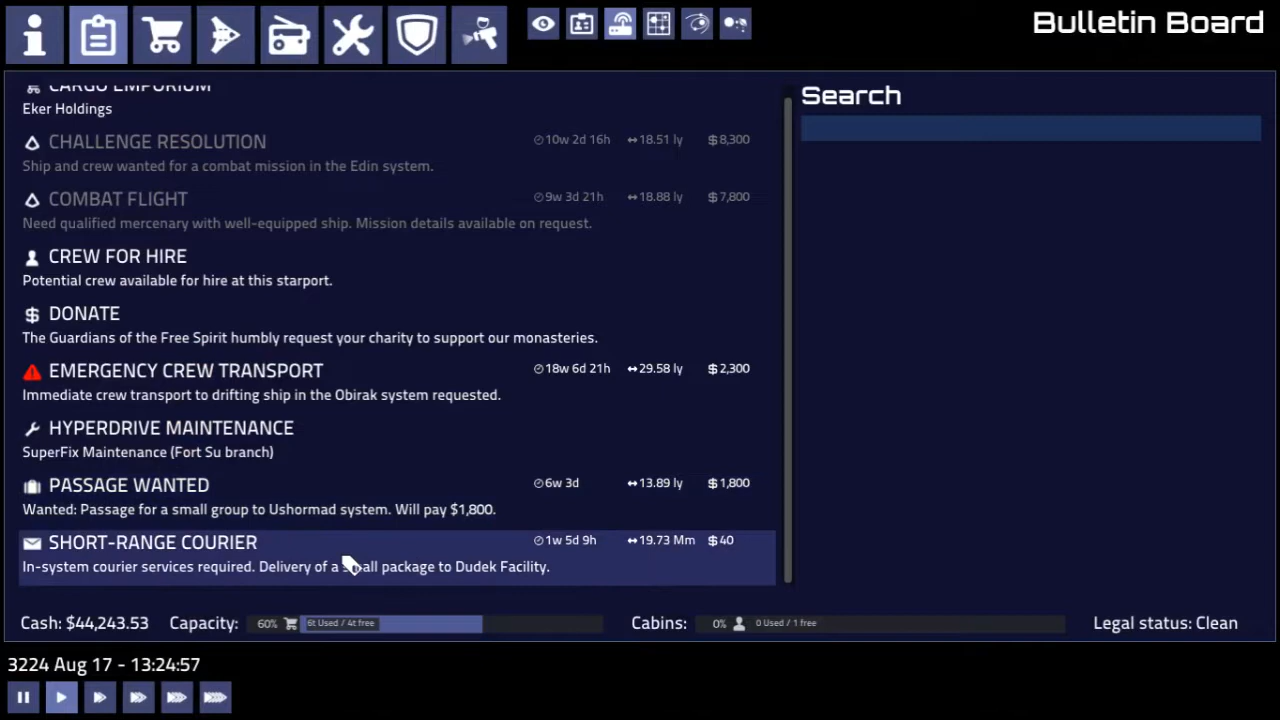 Bulletin Board
CARGO EMPORIUM
Eker Holdings
CHALLENGE RESOLUTION 10w 2d 16h 18.51 ly $8,300
Ship and crew wanted for a combat mission in the Edin system.
COMBAT FLIGHT 9w 3d 21h 18.88 ly $7,800
Need qualified mercenary with well-equipped ship. Mission details available on request.
CREW FOR HIRE
Potential crew available for hire at this starport.
DONATE
The Guardians of the Free Spirit humbly request your charity to support our monasteries.
EMERGENCY CREW TRANSPORT 18w 6d 21h 29.58 ly $2,300
Immediate crew transport to drifting ship in the Obirak system requested.
HYPERDRIVE MAINTENANCE
SuperFix Maintenance (Fort Su branch)
PASSAGE WANTED 6w 3d 13.89 ly $1,800
Wanted: Passage for a small group to Ushormad system. Will pay $1,800.
SHORT-RANGE COURIER 1w 5d 9h 19.73 Mm $40
In-system courier services required. Delivery of a small package to Dudek Facility.
Search
Cash: $44,243.53 Capacity: 60% 6t Used / 4t free Cabins: 0% 0 Used / 1 free Legal status: Clean
3224 Aug 17 - 13:24:57